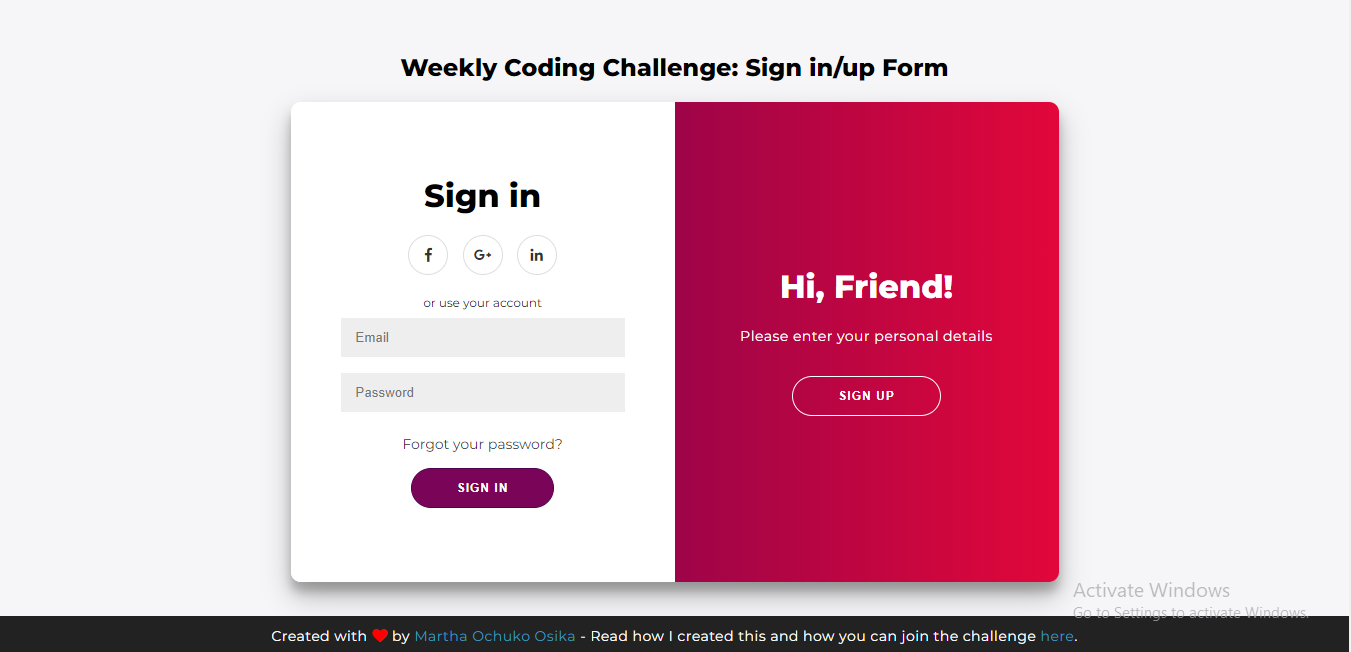 Weekly Coding Challenge: Sign in/up Form
Sign in
f G+ in
or use your account
Email
Password
Forgot your password?
SIGN IN
Hi, Friend!
Please enter your personal details
SIGN UP
Activate Windows
Go to Settings to activate Windows.
Created with ❤ by Martha Ochuko Osika - Read how I created this and how you can join the challenge here.